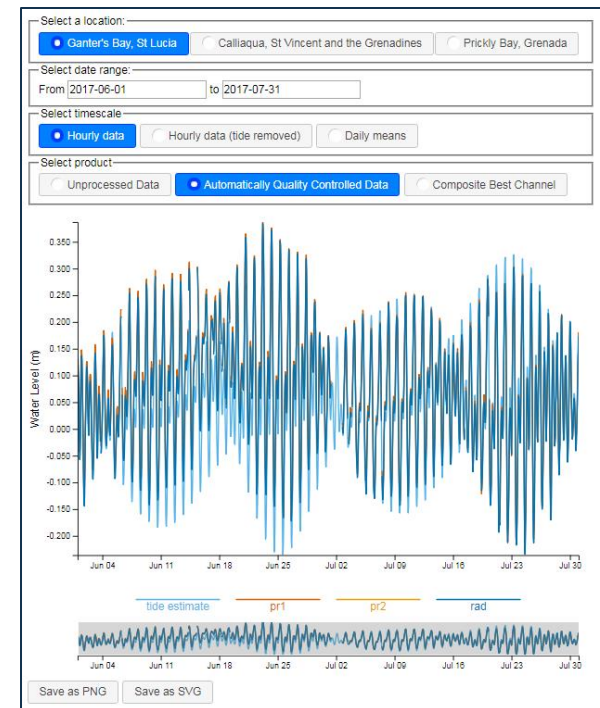 Select a location:
Ganter's Bay, St Lucia Calliaqua, St Vincent and the Grenadines Prickly Bay, Grenada
Select date range:
From 2017-06-01 to 2017-07-31
Select timescale
Hourly data Hourly data (tide removed) Daily means
Select product
Unprocessed Data Automatically Quality Controlled Data Composite Best Channel
Water Level (m)
0.350
0.300
0.250
0.200
0.150
0.100
0.050
0.000
-0.050
-0.100
-0.150
-0.200
Jun 04 Jun 11 Jun 18 Jun 25 Jul 02 Jul 09 Jul 16 Jul 23 Jul 30
tide estimate pr1 pr2 rad
Jun 04 Jun 11 Jun 18 Jun 25 Jul 02 Jul 09 Jul 16 Jul 23 Jul 30
Save as PNG Save as SVG